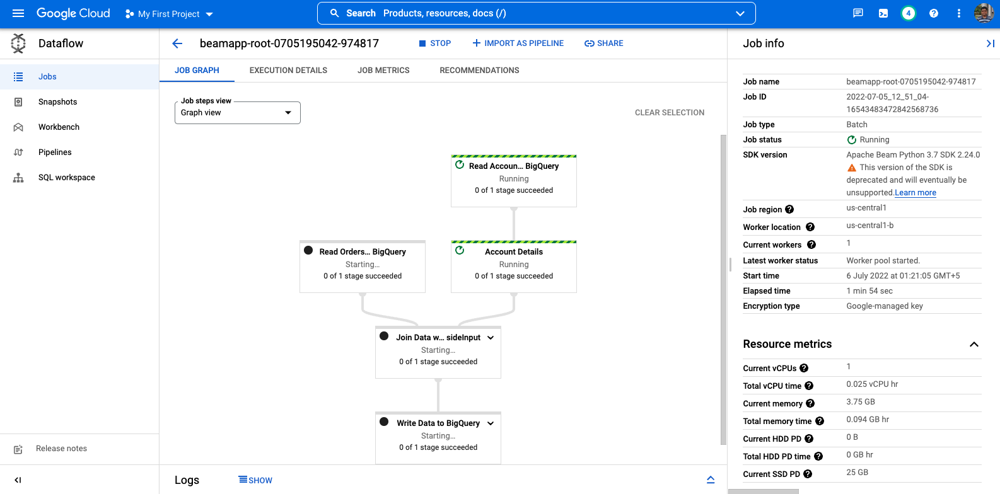 Google Cloud
My First Project
Search Products, resources, docs (/)
4
Dataflow
Jobs
Snapshots
Workbench
Pipelines
SQL workspace
Release notes
beamapp-root-0705195042-974817
STOP
IMPORT AS PIPELINE
SHARE
JOB GRAPH
EXECUTION DETAILS
JOB METRICS
RECOMMENDATIONS
Job steps view
Graph view
CLEAR SELECTION
Read Accoun... BigQuery
Running
0 of 1 stage succeeded
Read Orders... BigQuery
Starting...
0 of 1 stage succeeded
Account Details
Running
0 of 1 stage succeeded
Join Data w... sideInput
Starting...
0 of 1 stage succeeded
Write Data to BigQuery
Starting...
0 of 1 stage succeeded
Logs
SHOW
Job info
Job name beamapp-root-0705195042-974817
Job ID 2022-07-05_12_51_04-
16543483472842568736
Job type Batch
Job status Running
SDK version Apache Beam Python 3.7 SDK 2.24.0
This version of the SDK is
deprecated and will eventually be
unsupported.Learn more
Job region us-central1
Worker location us-central1-b
Current workers 1
Latest worker status Worker pool started.
Start time 6 July 2022 at 01:21:05 GMT+5
Elapsed time 1 min 54 sec
Encryption type Google-managed key
Resource metrics
Current vCPUs 1
Total vCPU time 0.025 vCPU hr
Current memory 3.75 GB
Total memory time 0.094 GB hr
Current HDD PD 0 B
Total HDD PD time 0 GB hr
Current SSD PD 25 GB